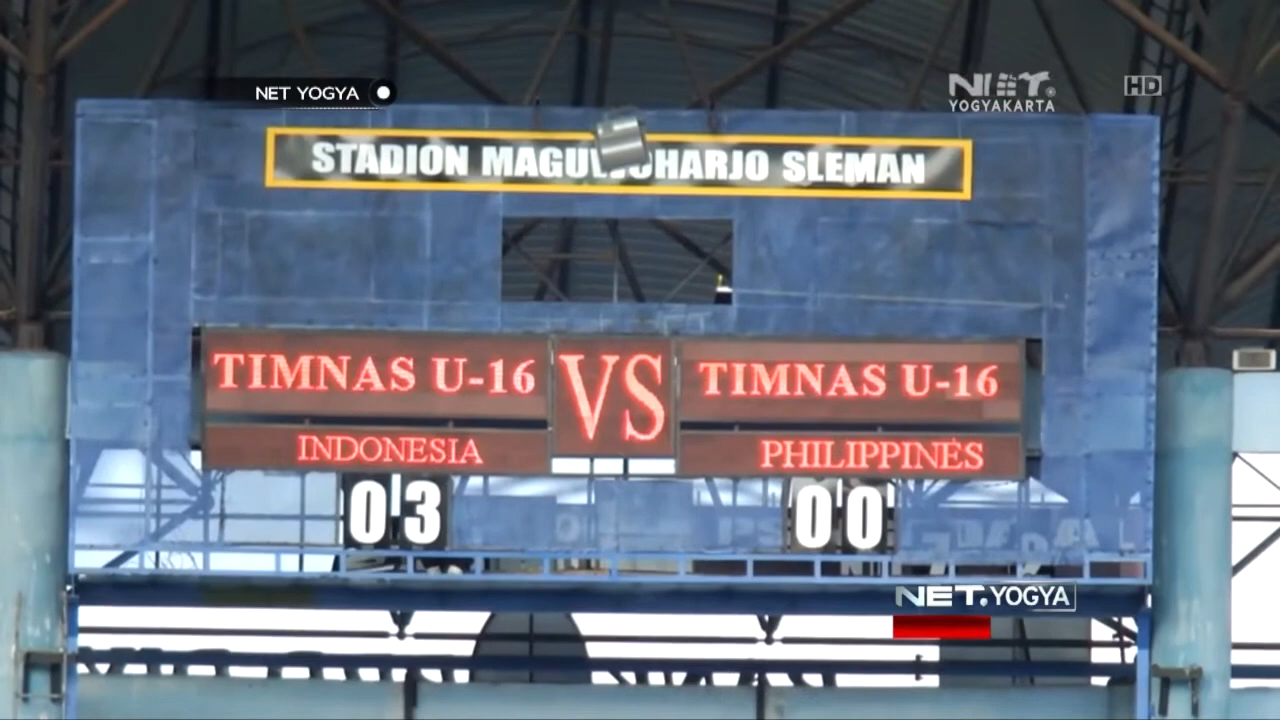 NET YOGYA
NET.
YOGYAKARTA
HD
STADION MAGUWOHARJO SLEMAN
TIMNAS U-16 VS TIMNAS U-16
INDONESIA PHILIPPINES
03 00
NET. YOGYA